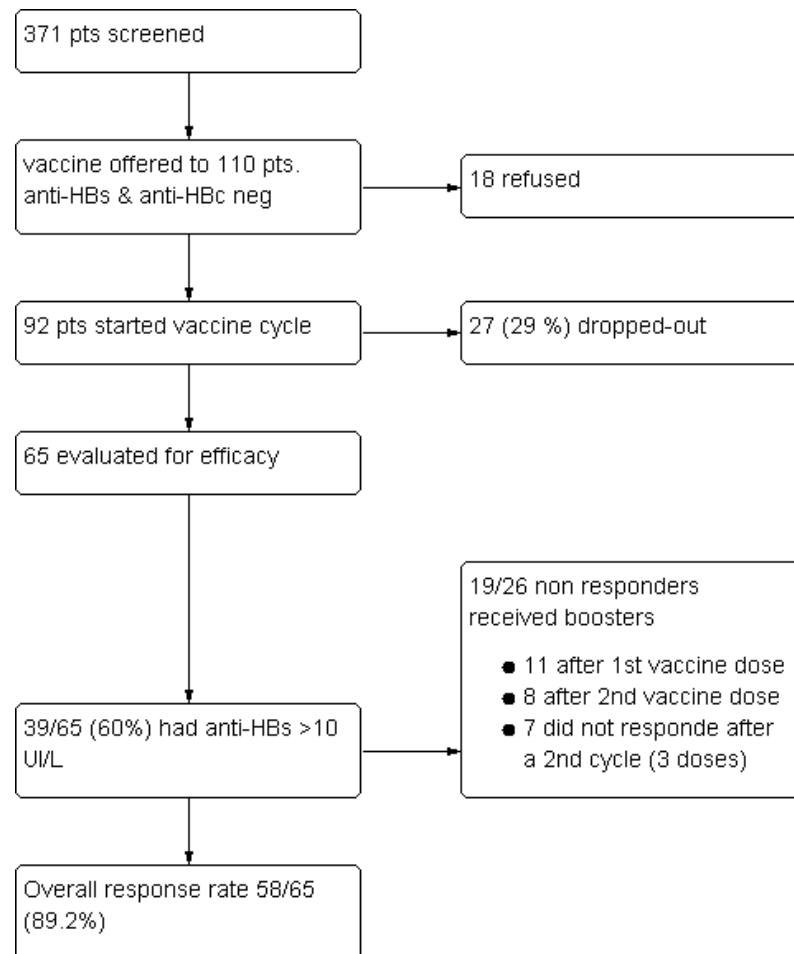 371 pts screened
vaccine offered to 110 pts.
anti-HBs & anti-HBc neg
18 refused
92 pts started vaccine cycle
27 (29 %) dropped-out
65 evaluated for efficacy
19/26 non responders
received boosters
● 11 after 1st vaccine dose
● 8 after 2nd vaccine dose
● 7 did not responde after
a 2nd cycle (3 doses)
39/65 (60%) had anti-HBs >10
UI/L
Overall response rate 58/65
(89.2%)